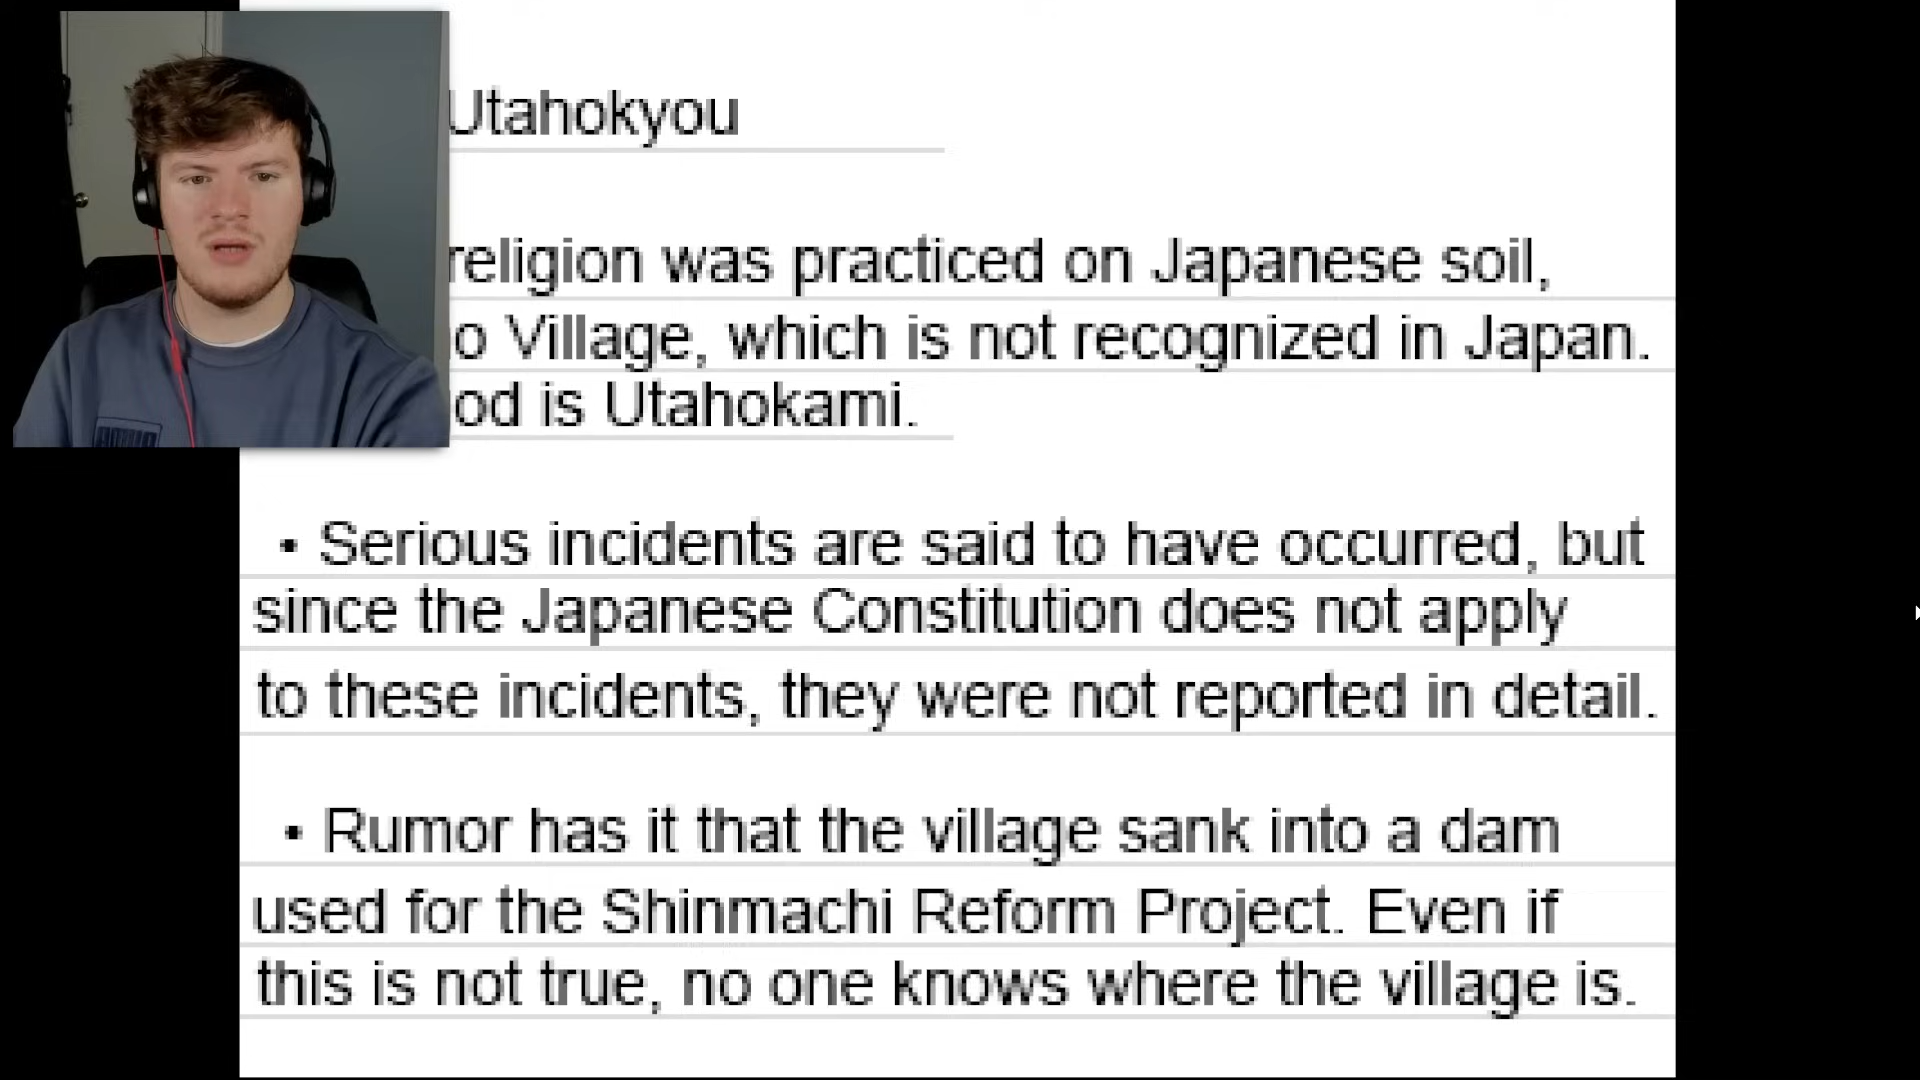 Utahokyou
religion was practiced on Japanese soil,
o Village, which is not recognized in Japan.
od is Utahokami.
• Serious incidents are said to have occurred, but
since the Japanese Constitution does not apply
to these incidents, they were not reported in detail.
• Rumor has it that the village sank into a dam
used for the Shinmachi Reform Project. Even if
this is not true, no one knows where the village is.